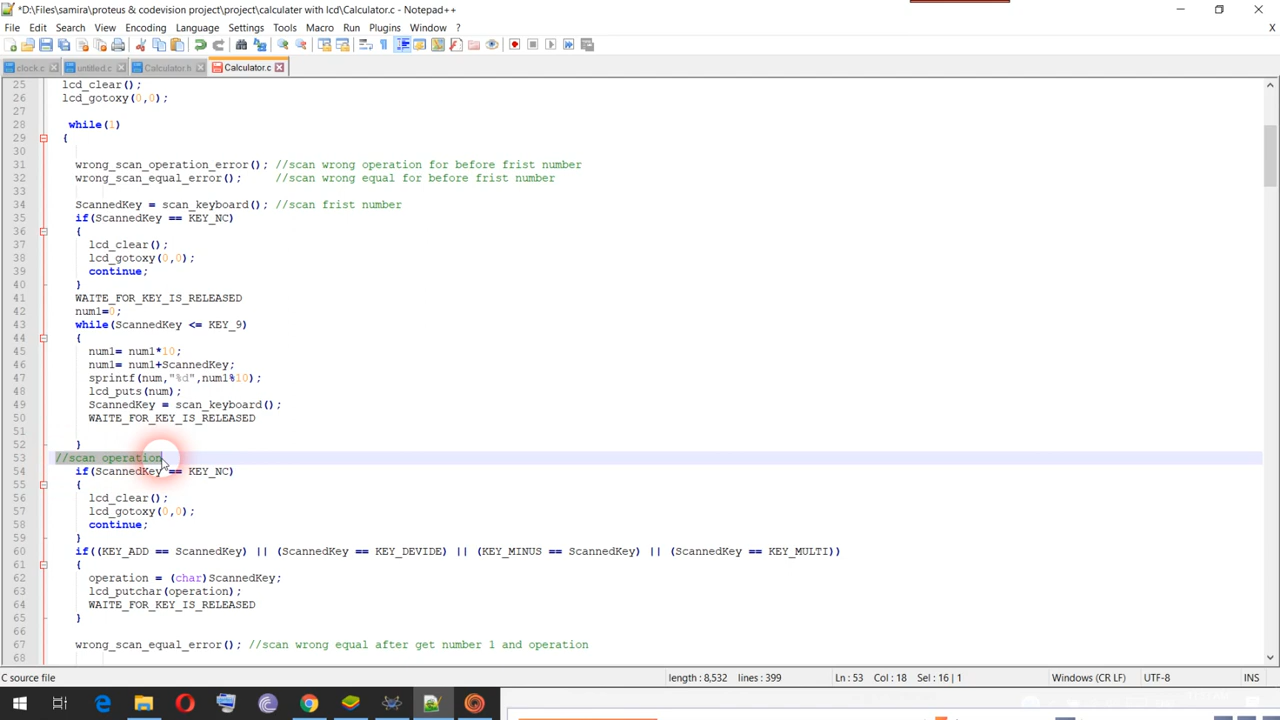 *D:\Files\samira\proteus & codevision project\project\calculater with lcd\Calculator.c - Notepad++
File Edit Search View Encoding Language Settings Tools Macro Run Plugins Window ?
X
clock.c untitled.c Calculator.h Calculator.c
25 lcd_clear();
26 lcd_gotoxy(0,0);
27
28 while(1)
29 {
30
31 wrong_scan_operation_error(); //scan wrong operation for before frist number
32 wrong_scan_equal_error(); //scan wrong equal for before frist number
33
34 ScannedKey = scan_keyboard(); //scan frist number
35 if(ScannedKey == KEY_NC)
36 {
37 lcd_clear();
38 lcd_gotoxy(0,0);
39 continue;
40 }
41 WAIT_FOR_KEY_IS_RELEASED
42 num1=0;
43 while(ScannedKey <= KEY_9)
44 {
45 num1= num1*10;
46 num1= num1+ScannedKey;
47 sprintf(num,"%d",num1%10);
48 lcd_puts(num);
49 ScannedKey = scan_keyboard();
50 WAITE_FOR_KEY_IS_RELEASED
51
52 }
53 //scan operation
54 if(ScannedKey == KEY_NC)
55 {
56 lcd_clear();
57 lcd_gotoxy(0,0);
58 continue;
59 }
60 if((KEY_ADD == ScannedKey) || (ScannedKey == KEY_DEVIDE) || (KEY_MINUS == ScannedKey) || (ScannedKey == KEY_MULTI))
61 {
62 operation = (char)ScannedKey;
63 lcd_putchar(operation);
64 WAITE_FOR_KEY_IS_RELEASED
65 }
66
67 wrong_scan_equal_error(); //scan wrong equal after get number 1 and operation
68
C source file length : 8,532 lines : 399 Ln : 53 Col : 18 Sel : 16 | 1 Windows (CR LF) UTF-8 INS